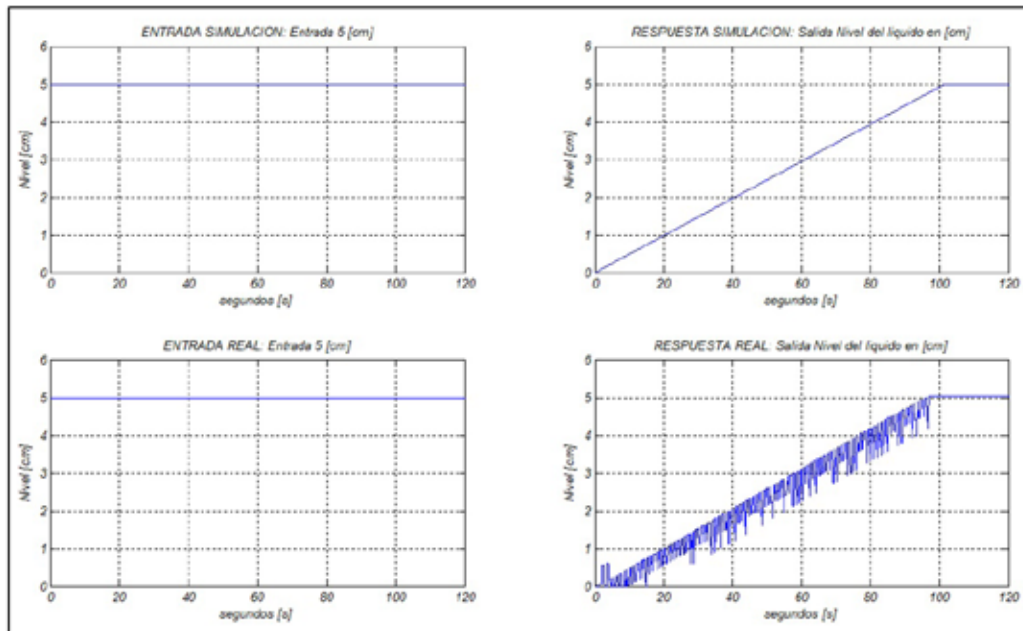 ENTRADA SIMULACION: Entrada 5 [cm]
Nivel [cm]
6
5
4
3
2
1
0
0 20 40 60 80 100 120
segundos [s]
RESPUESTA SIMULACION: Salida Nivel del liquido en [cm]
Nivel [cm]
6
5
4
3
2
1
0
0 20 40 60 80 100 120
segundos [s]
ENTRADA REAL: Entrada 5 [cm]
Nivel [cm]
6
5
4
3
2
1
0
0 20 40 60 80 100 120
segundos [s]
RESPUESTA REAL: Salida Nivel del liquido en [cm]
Nivel [cm]
6
5
4
3
2
1
0
0 20 40 60 80 100 120
segundos [s]